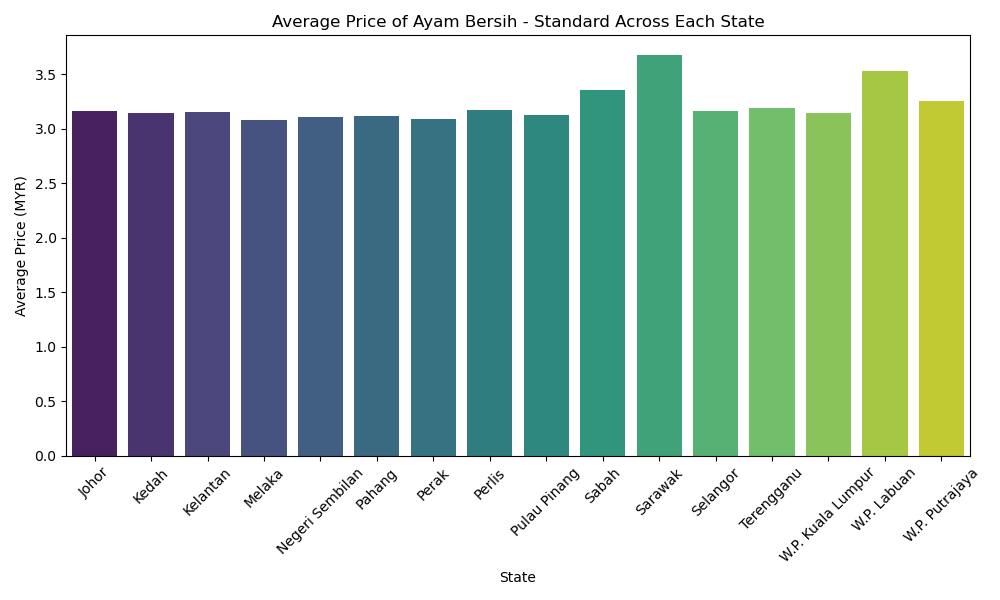 Average Price of Ayam Bersih - Standard Across Each State
Average Price (MYR)
3.5
3.0
2.5
2.0
1.5
1.0
0.5
0.0
Johor
Kedah
Kelantan
Melaka
Negeri Sembilan
Pahang
Perak
Perlis
Pulau Pinang
Sabah
Sarawak
Selangor
Terengganu
W.P. Kuala Lumpur
W.P. Labuan
W.P. Putrajaya
State